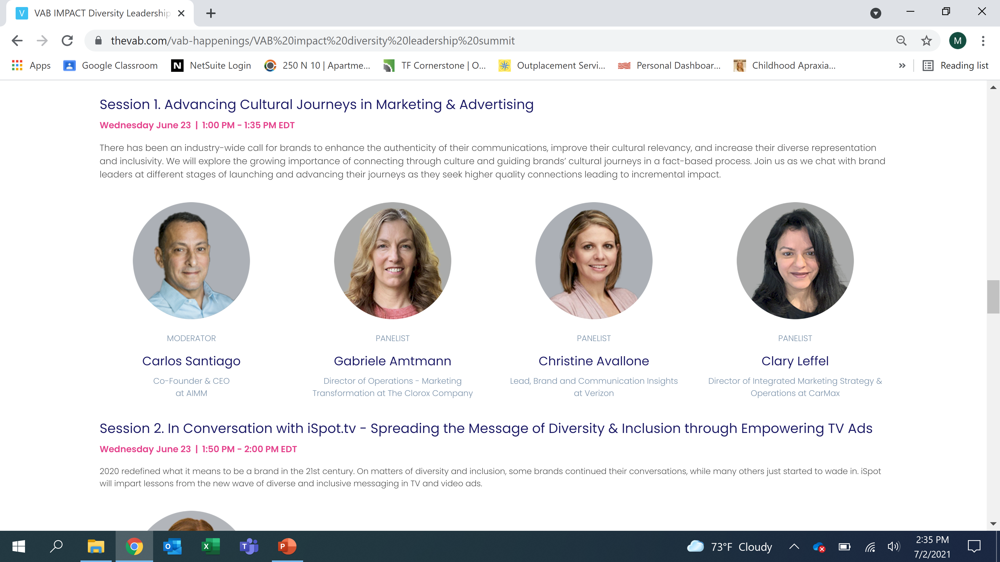 V VAB IMPACT Diversity Leadership
thevab.com/vab-happenings/VAB%20impact%20diversity%20leadership%20summit
M
Apps
Google Classroom
N NetSuite Login
250 N 10 | Apartme...
TF Cornerstone | O...
Outplacement Servi...
Personal Dashboar...
Childhood Apraxia...
»
Reading list
Session 1. Advancing Cultural Journeys in Marketing & Advertising
Wednesday June 23 | 1:00 PM - 1:35 PM EDT
There has been an industry-wide call for brands to enhance the authenticity of their communications, improve their cultural relevancy, and increase their diverse representation
and inclusivity. We will explore the growing importance of connecting through culture and guiding brands’ cultural journeys in a fact-based process. Join us as we chat with brand
leaders at different stages of launching and advancing their journeys as they seek higher quality connections leading to incremental impact.
MODERATOR
Carlos Santiago
Co-Founder & CEO
at AIMM
PANELIST
Gabriele Amtmann
Director of Operations - Marketing
Transformation at The Clorox Company
PANELIST
Christine Avallone
Lead, Brand and Communication Insights
at Verizon
PANELIST
Clary Leffel
Director of Integrated Marketing Strategy &
Operations at CarMax
Session 2. In Conversation with iSpot.tv - Spreading the Message of Diversity & Inclusion through Empowering TV Ads
Wednesday June 23 | 1:50 PM - 2:00 PM EDT
2020 redefined what it means to be a brand in the 21st century. On matters of diversity and inclusion, some brands continued their conversations, while many others just started to wade in. iSpot
will impart lessons from the new wave of diverse and inclusive messaging in TV and video ads.
O
X
T
P
73°F Cloudy
2:35 PM
7/2/2021